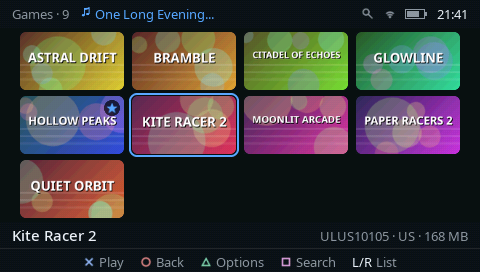 Games · 9 One Long Evening... 21:41
ASTRAL DRIFT BRAMBLE CITADEL OF ECHOES GLOWLINE
HOLLOW PEAKS KITE RACER 2 MOONLIT ARCADE PAPER RACERS 2
QUIET ORBIT
Kite Racer 2 ULUS10105 · US · 168 MB
Play Back Options Search L/R List